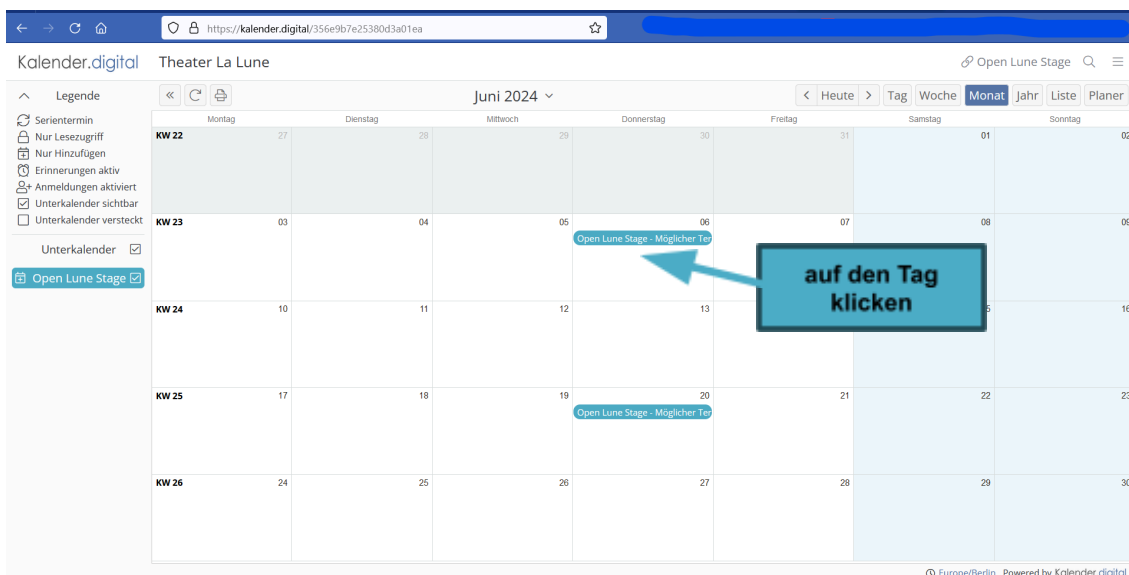 https://kalender.digital/356e9b7e25380d3a01ea
Kalender.digital
Theater La Lune
Open Lune Stage
Legende
Juni 2024
Heute
Tag
Woche
Monat
Jahr
Liste
Planer
Serientermin
Nur Lesezugriff
Nur Hinzufügen
Erinnerungen aktiv
Anmeldungen aktiviert
Unterkalender sichtbar
Unterkalender versteckt
Unterkalender
Open Lune Stage
Montag Dienstag Mittwoch Donnerstag Freitag Samstag Sonntag
KW 22 27 28 29 30 31 01 02
KW 23 03 04 05 06 07 08 09
Open Lune Stage - Möglicher Ter
auf den Tag
klicken
KW 24 10 11 12 13 16
KW 25 17 18 19 20 21 22 23
Open Lune Stage - Möglicher Ter
KW 26 24 25 26 27 28 29 30
Europe/Berlin Powered by Kalender.digital